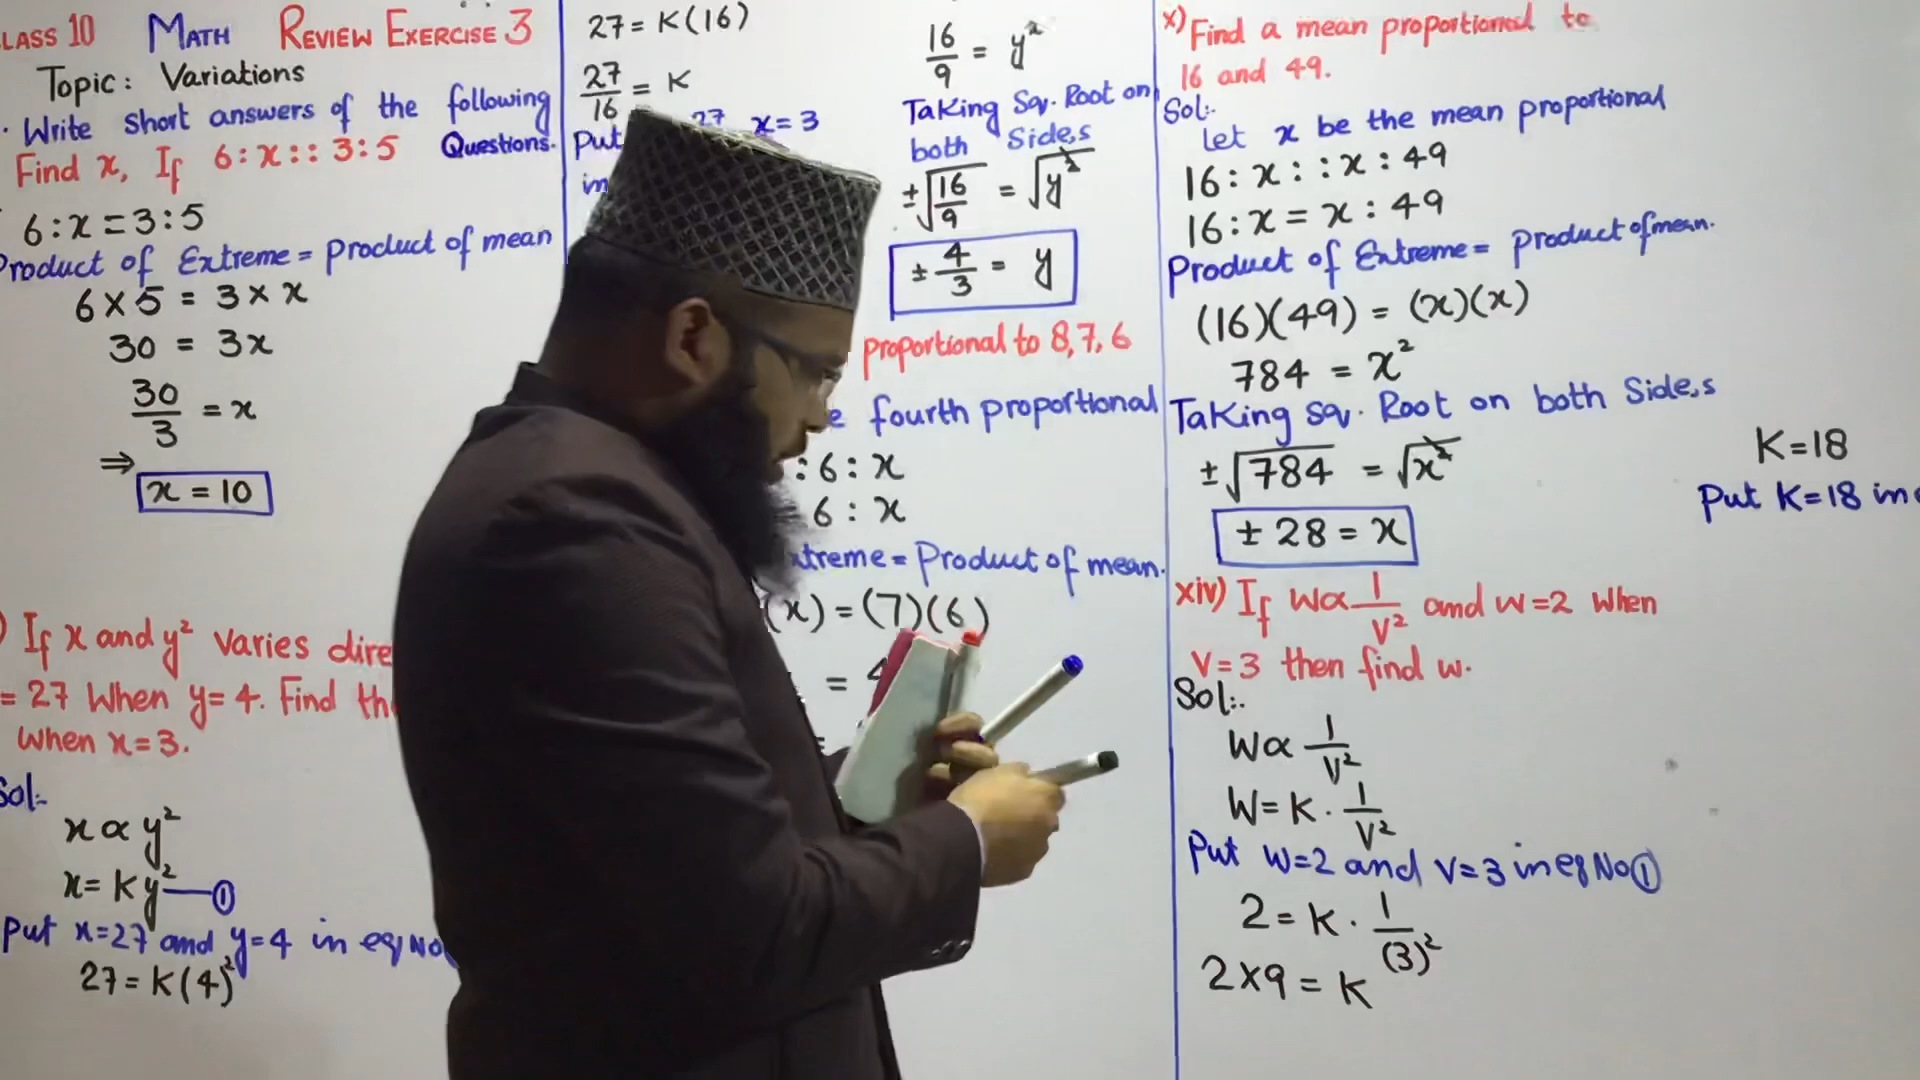 LASS 10 MATH REVIEW EXERCISE 3
Topic: Variations
. Write short answers of the following
Questions.
Find x, If 6:x::3:5
6:x=3:5
Product of Extreme = Product of mean
6×5 = 3×x
30 = 3x
30/3 = x
⇒ x = 10
) If x and y² varies dire
= 27 When y=4. Find th
When x=3.
Sol:-
x ∝ y²
x = Ky² — ①
Put x=27 and y=4 in eq No
27=K(4)²
27=K(16)
27/16 = K
Put 27 x=3
in
16/9 = y²
Taking Sq. Root on
both Sides
±√16/9 = √y²
±4/3 = y
proportional to 8,7,6
e fourth proportional
:6:x
6:x
xtreme = Product of mean.
(x) = (7)(6)
= 4
x) Find a mean proportional to
16 and 49.
Sol:.
let x be the mean proportional
16:x::x:49
16:x=x:49
Product of Extreme = Product of mean.
(16)(49) = (x)(x)
784 = x²
Taking Sq. Root on both Sides
±√784 = √x²
±28 = x
xiv) If W∝1/V² and w=2 When
V=3 then find w.
Sol:.
W∝ 1/V²
W=K. 1/V²
Put W=2 and V=3 in eq No ①
2=K. 1/(3)²
2×9=K
K=18
Put K=18 in